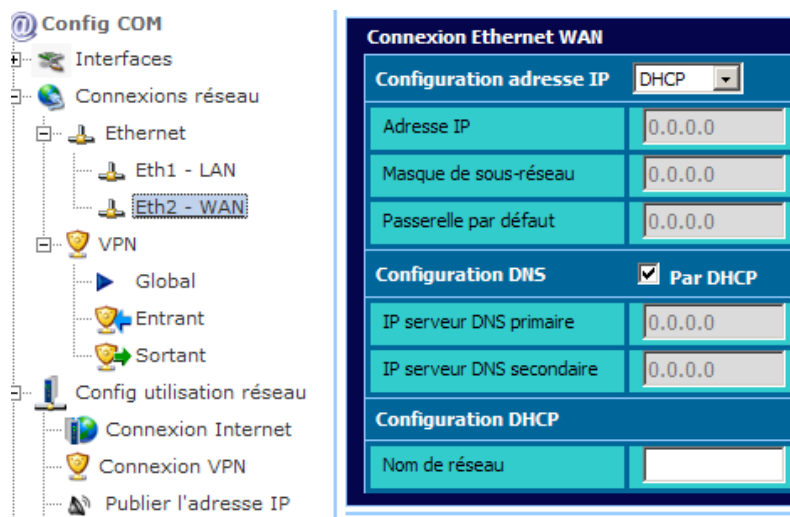 Config COM
Interfaces
Connexions réseau
Ethernet
Eth1 - LAN
Eth2 - WAN
VPN
Global
Entrant
Sortant
Config utilisation réseau
Connexion Internet
Connexion VPN
Publier l'adresse IP
Connexion Ethernet WAN
Configuration adresse IP DHCP
Adresse IP 0.0.0.0
Masque de sous-réseau 0.0.0.0
Passerelle par défaut 0.0.0.0
Configuration DNS Par DHCP
IP serveur DNS primaire 0.0.0.0
IP serveur DNS secondaire 0.0.0.0
Configuration DHCP
Nom de réseau